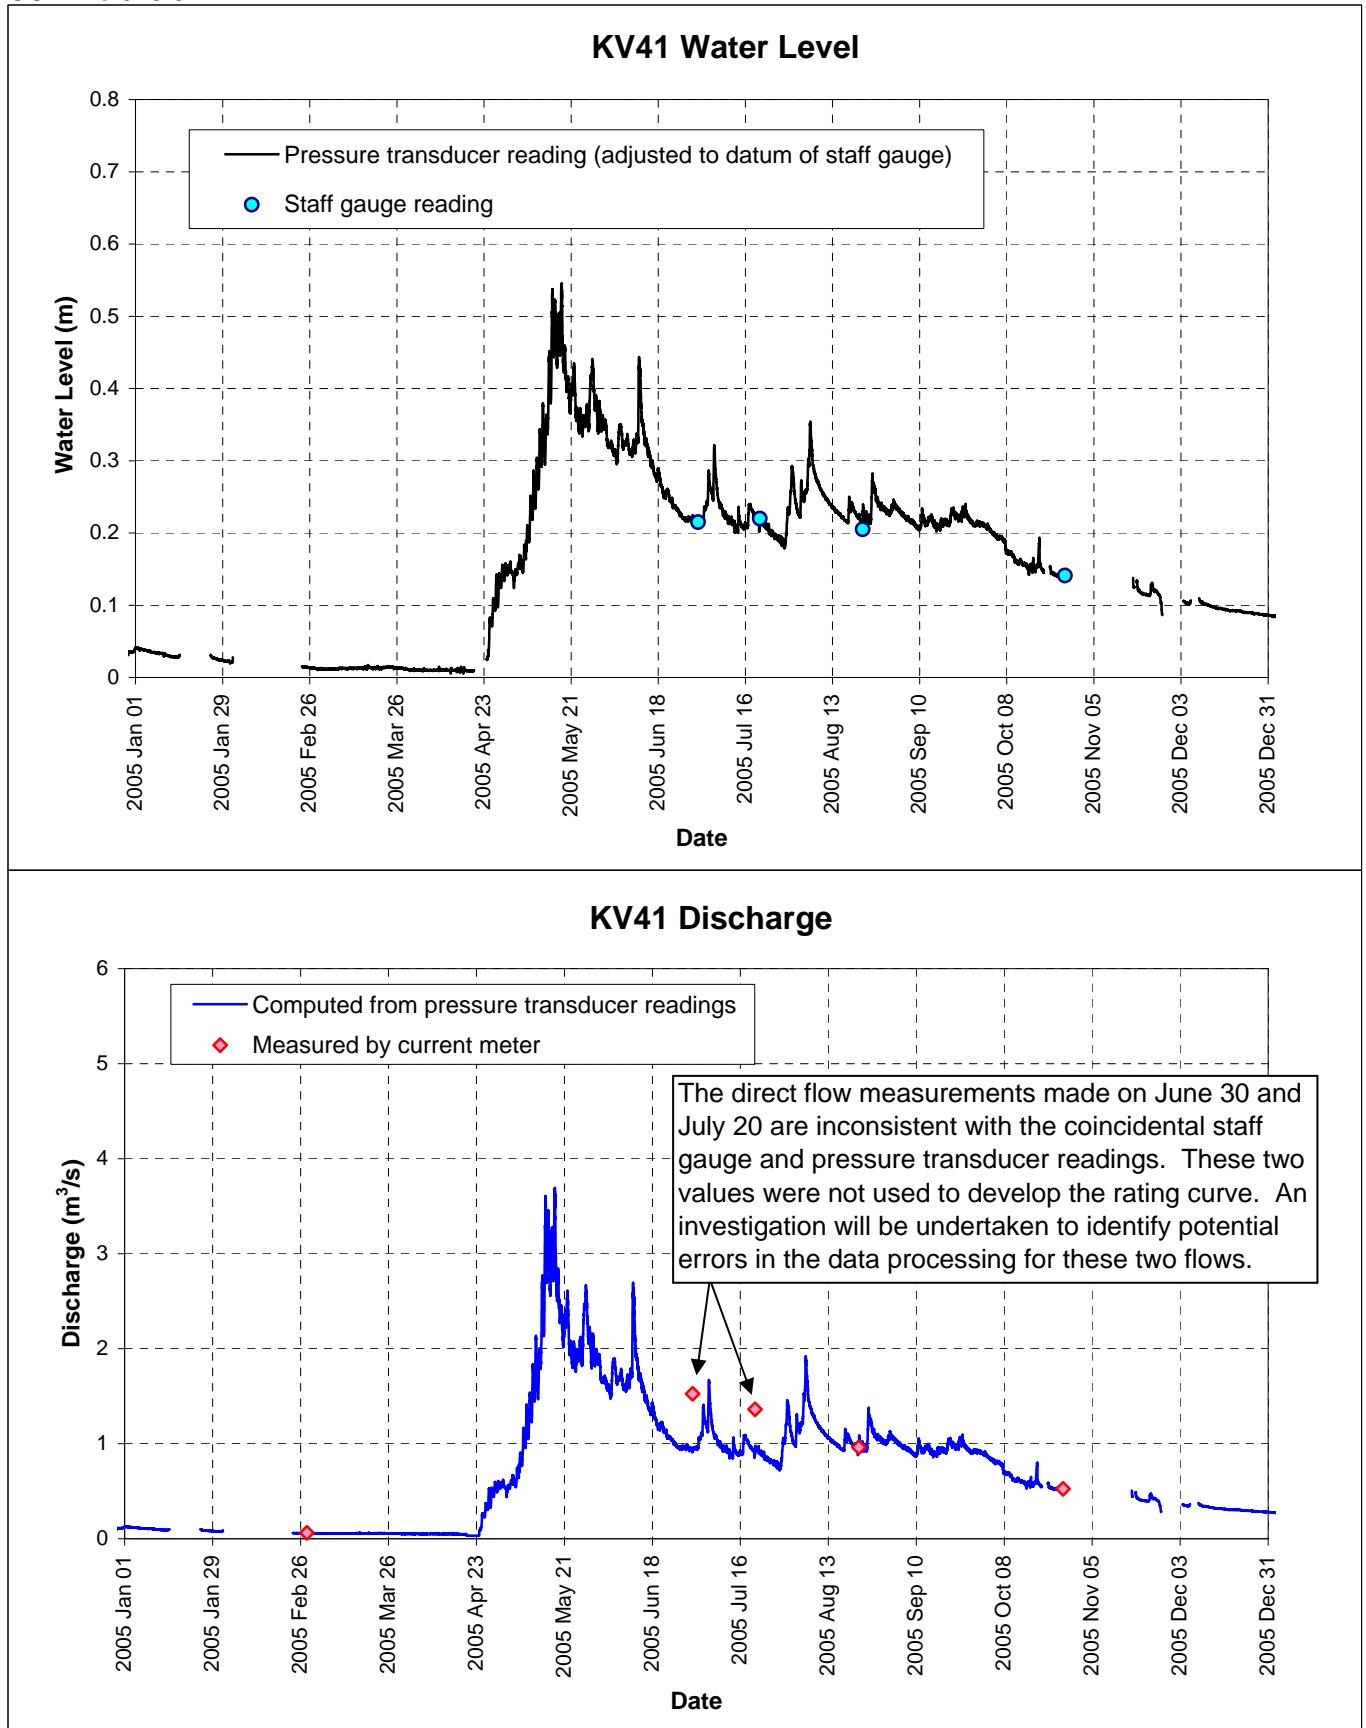 KV41 Water Level
0.8
0.7
0.6
0.5
0.4
0.3
0.2
0.1
0
Water Level (m)
Pressure transducer reading (adjusted to datum of staff gauge)
Staff gauge reading
2005 Jan 01
2005 Jan 29
2005 Feb 26
2005 Mar 26
2005 Apr 23
2005 May 21
2005 Jun 18
2005 Jul 16
2005 Aug 13
2005 Sep 10
2005 Oct 08
2005 Nov 05
2005 Dec 03
2005 Dec 31
Date
KV41 Discharge
6
5
4
3
2
1
0
Discharge (m³/s)
Computed from pressure transducer readings
Measured by current meter
The direct flow measurements made on June 30 and
July 20 are inconsistent with the coincidental staff
gauge and pressure transducer readings.  These two
values were not used to develop the rating curve.  An
investigation will be undertaken to identify potential
errors in the data processing for these two flows.
2005 Jan 01
2005 Jan 29
2005 Feb 26
2005 Mar 26
2005 Apr 23
2005 May 21
2005 Jun 18
2005 Jul 16
2005 Aug 13
2005 Sep 10
2005 Oct 08
2005 Nov 05
2005 Dec 03
2005 Dec 31
Date